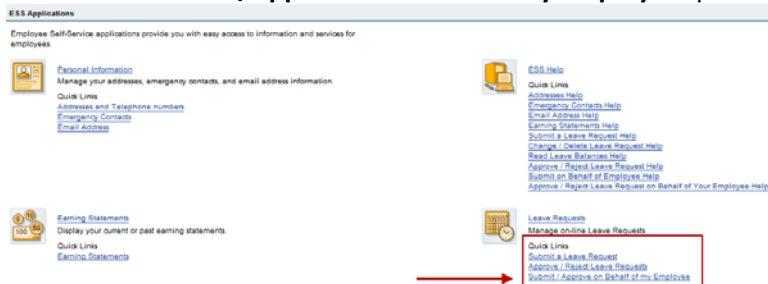 ESS Applications
Employee Self-Service applications provide you with easy access to information and services for
employees.
Personal Information
Manage your addresses, emergency contacts, and email address information.
Quick Links
Addresses and Telephone numbers
Emergency Contacts
Email Address
ESS Help
Quick Links
Addresses Help
Emergency Contacts Help
Email Address Help
Earning Statements Help
Submit a Leave Request Help
Change / Delete Leave Request Help
Read Leave Balances Help
Approve / Reject Leave Request Help
Submit on Behalf of Employee Help
Approve / Reject Leave Request on Behalf of Your Employee Help
Earning Statements
Display your current or past earning statements.
Quick Links
Earning Statements
Leave Requests
Manage on-line Leave Requests
Quick Links
Submit a Leave Request
Approve / Reject Leave Requests
Submit / Approve on Behalf of my Employee